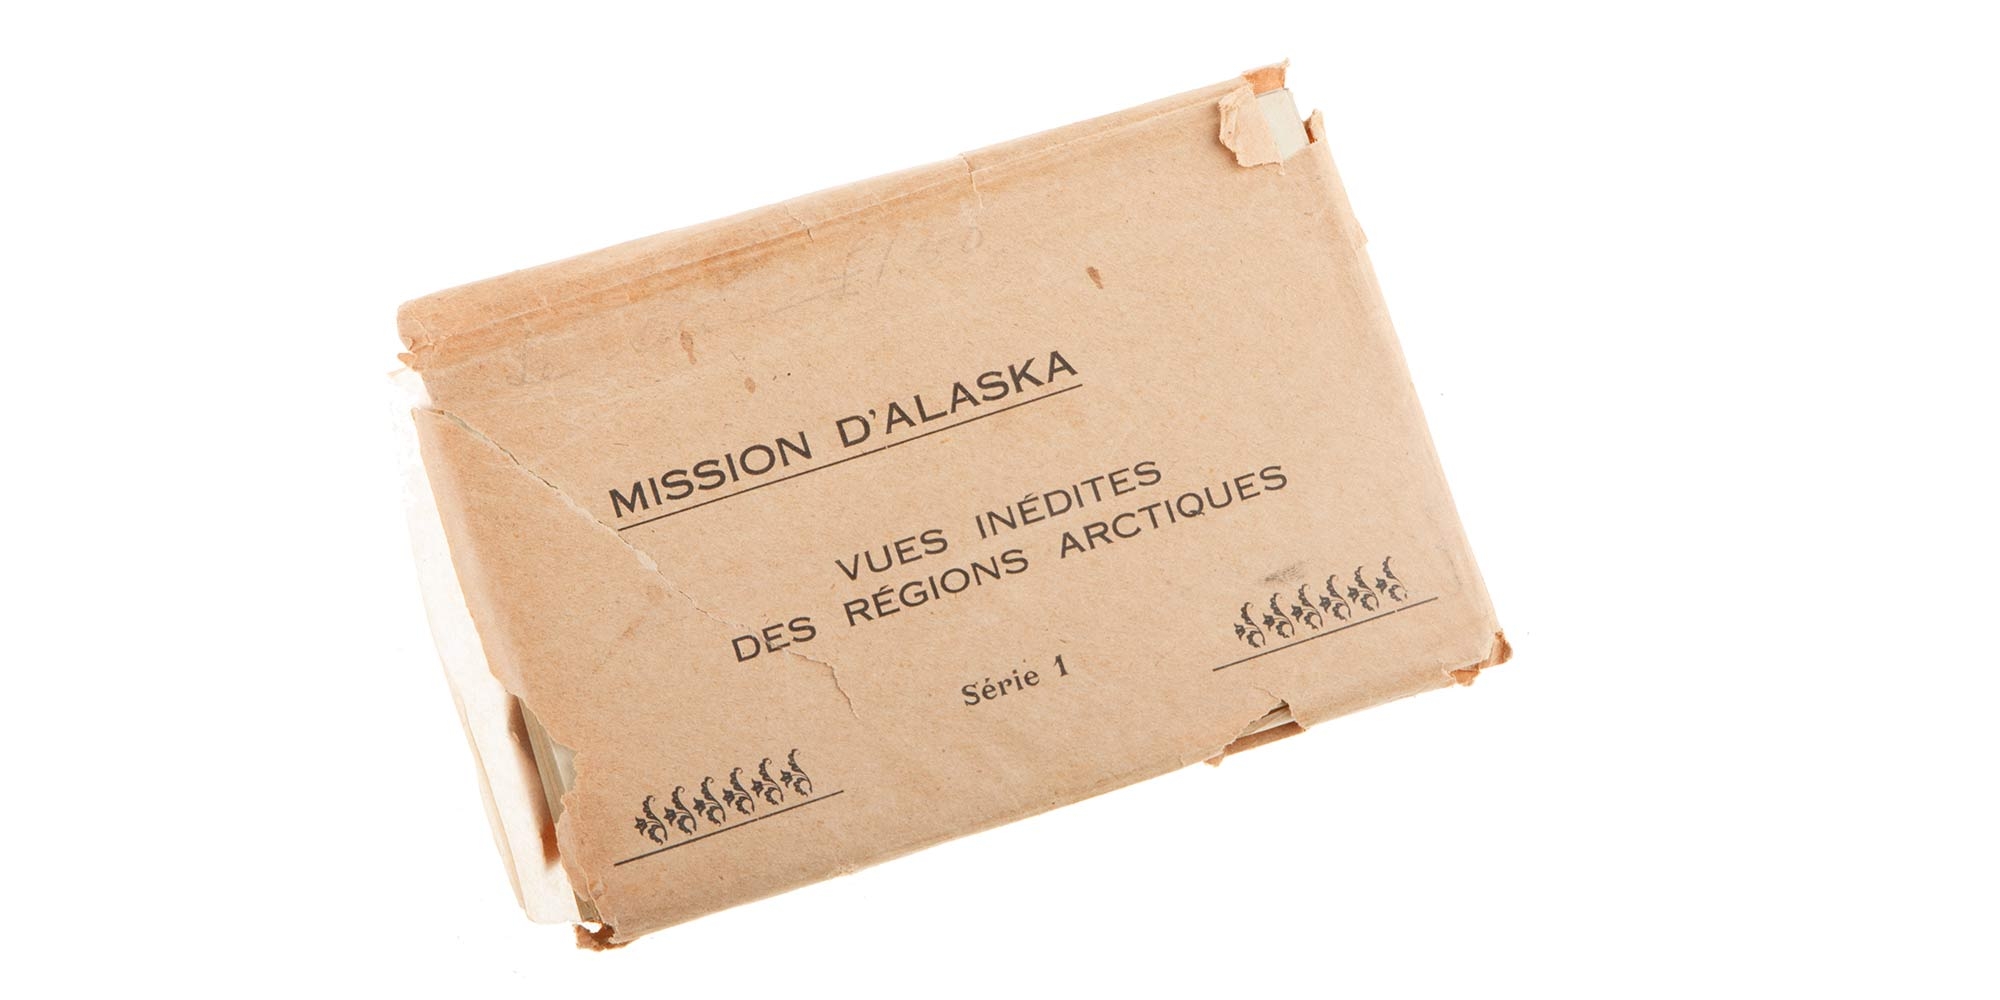 MISSION D'ALASKA
VUES INÉDITES
DES RÉGIONS ARCTIQUES
Série 1